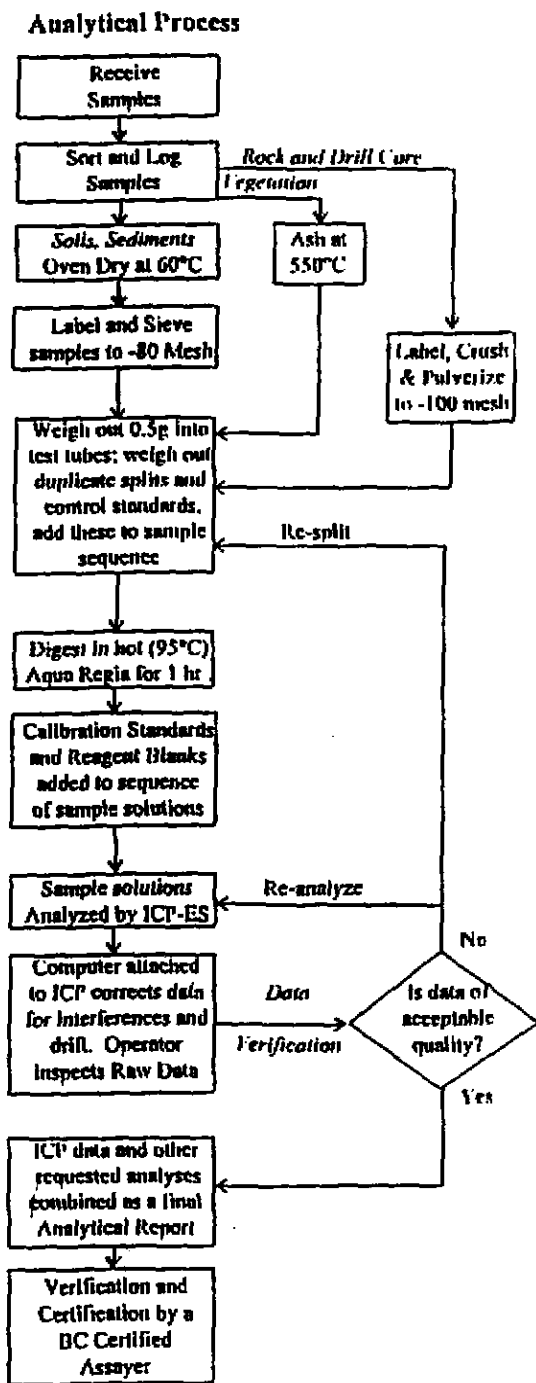 Analytical Process
Receive
Samples
Sort and Log
Samples
Rock and Drill Core
Vegetation
Soils, Sediments
Oven Dry at 60°C
Ash at
550°C
Label and Sieve
samples to -80 Mesh
Label, Crush
& Pulverize
to -100 mesh
Weigh out 0.5g into
test tubes; weigh out
duplicate splits and
control standards,
add these to sample
sequence
Re-split
Digest in hot (95°C)
Aqua Regia for 1 hr.
Calibration Standards
and Reagent Blanks
added to sequence
of sample solutions
Sample solutions
Analyzed by ICP-ES
Re-analyze
No
Computer attached
to ICP corrects data
for interferences and
drift. Operator
inspects Raw Data
Data
Verification
Is data of
acceptable
quality?
Yes
ICP data and other
requested analyses
combined as a final
Analytical Report
Verification and
Certification by a
BC Certified
Assayer